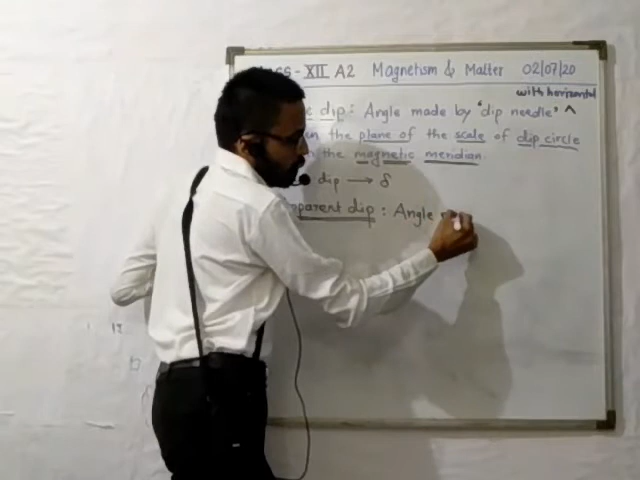 XII A2 Magnetism & Matter 02/07/20
with horizontal
dip : Angle made by 'dip needle' ^
the plane of the scale of dip circle
the magnetic meridian.
dip → δ
parent dip : Angle